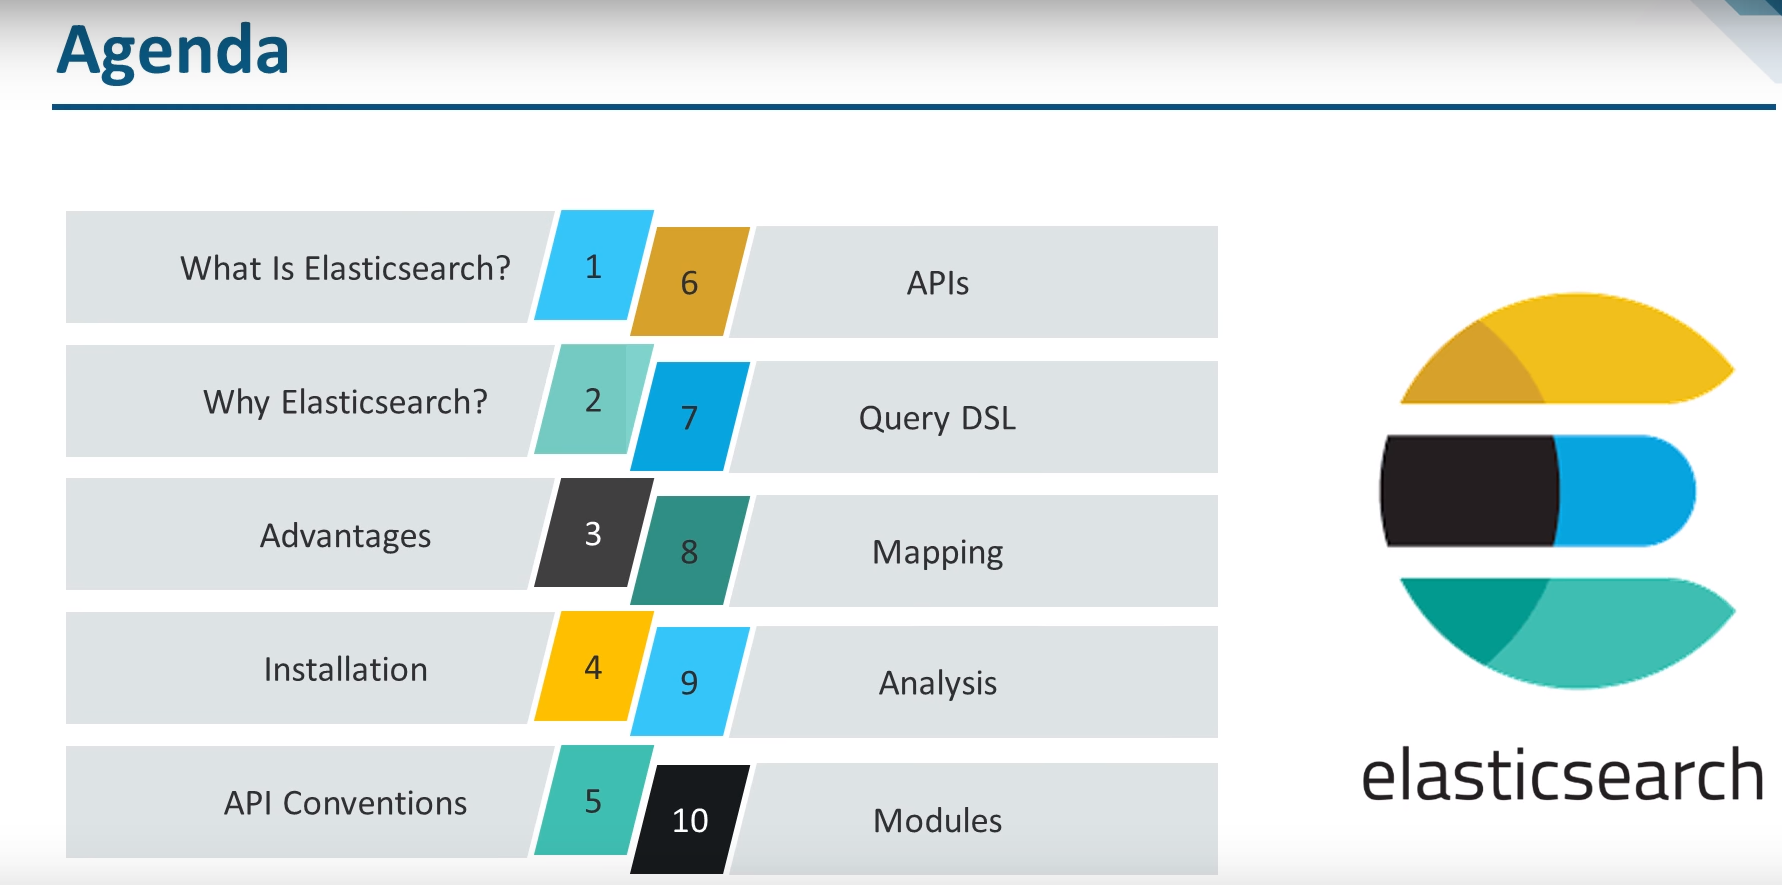 Agenda
What Is Elasticsearch?
1
Why Elasticsearch?
2
Advantages
3
Installation
4
API Conventions
5
6
APIs
7
Query DSL
8
Mapping
9
Analysis
10
Modules
elasticsearch